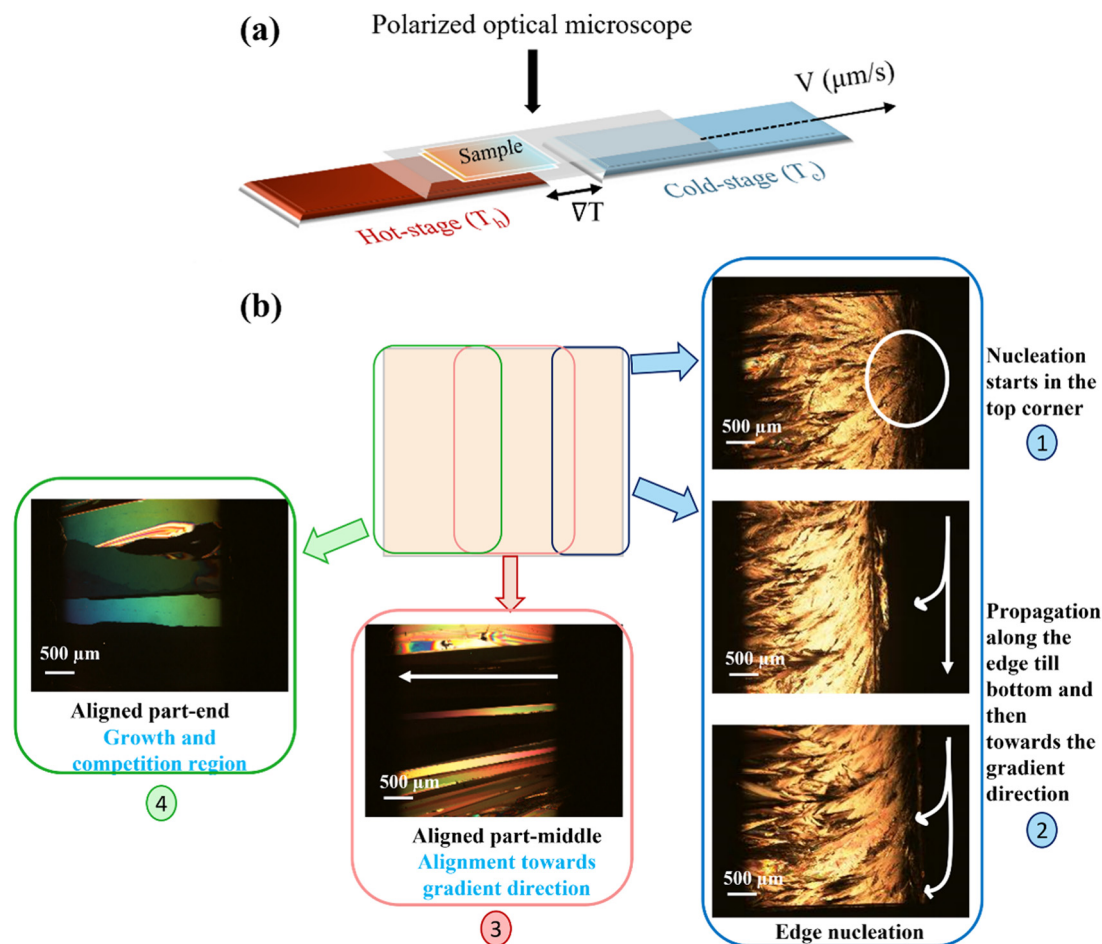 (a)
Polarized optical microscope
V (μm/s)
Sample
∇T
Hot-stage (Tₕ)
Cold-stage (T꜀)
(b)
500 μm
Nucleation
starts in the
top corner
1
500 μm
500 μm
Propagation
along the
edge till
bottom and
then
towards the
gradient
direction
2
Edge nucleation
500 μm
Aligned part-end
Growth and
competition region
4
500 μm
Aligned part-middle
Alignment towards
gradient direction
3